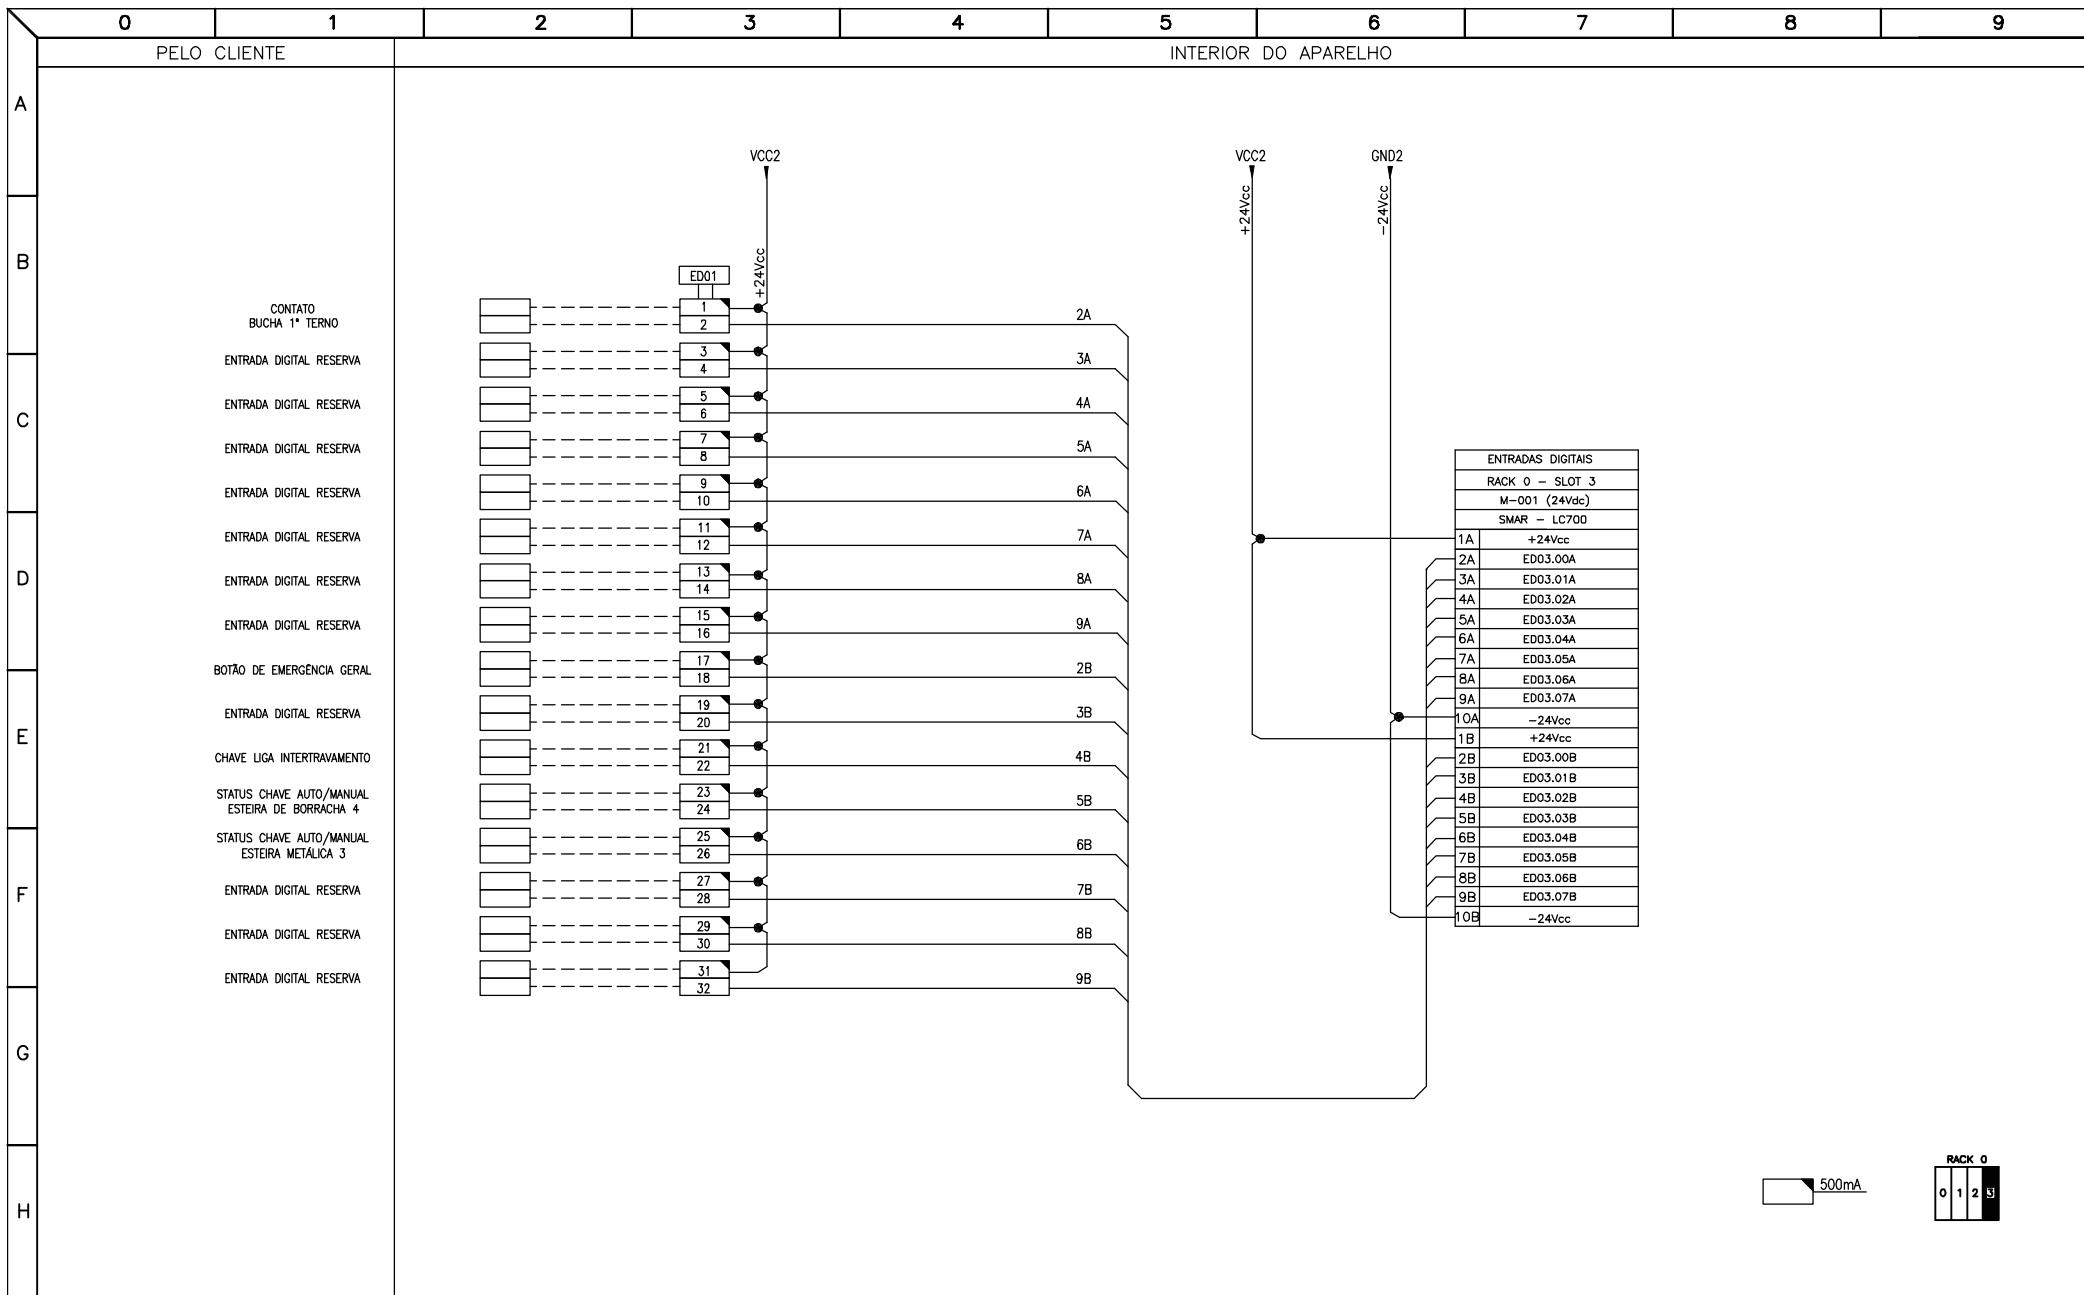 0 1 2 3 4 5 6 7 8 9
PELO CLIENTE
INTERIOR DO APARELHO
A
B
C
D
E
F
G
H
VCC2
+24Vcc
VCC2
+24Vcc
GND2
-24Vcc
ED01
CONTATO
BUCHA 1ª TERNO
1
2
2A
ENTRADA DIGITAL RESERVA
3
4
3A
ENTRADA DIGITAL RESERVA
5
6
4A
ENTRADA DIGITAL RESERVA
7
8
5A
ENTRADA DIGITAL RESERVA
9
10
6A
ENTRADA DIGITAL RESERVA
11
12
7A
ENTRADA DIGITAL RESERVA
13
14
8A
ENTRADA DIGITAL RESERVA
15
16
9A
BOTÃO DE EMERGÊNCIA GERAL
17
18
2B
ENTRADA DIGITAL RESERVA
19
20
3B
CHAVE LIGA INTERTRAVAMENTO
21
22
4B
STATUS CHAVE AUTO/MANUAL
ESTEIRA DE BORRACHA 4
23
24
5B
STATUS CHAVE AUTO/MANUAL
ESTEIRA METÁLICA 3
25
26
6B
ENTRADA DIGITAL RESERVA
27
28
7B
ENTRADA DIGITAL RESERVA
29
30
8B
ENTRADA DIGITAL RESERVA
31
32
9B
ENTRADAS DIGITAIS
RACK 0 - SLOT 3
M-001 (24Vdc)
SMAR - LC700
1A +24Vcc
2A ED03.00A
3A ED03.01A
4A ED03.02A
5A ED03.03A
6A ED03.04A
7A ED03.05A
8A ED03.06A
9A ED03.07A
10A -24Vcc
1B +24Vcc
2B ED03.00B
3B ED03.01B
4B ED03.02B
5B ED03.03B
6B ED03.04B
7B ED03.05B
8B ED03.06B
9B ED03.07B
10B -24Vcc
500mA
RACK 0
0 1 2 3